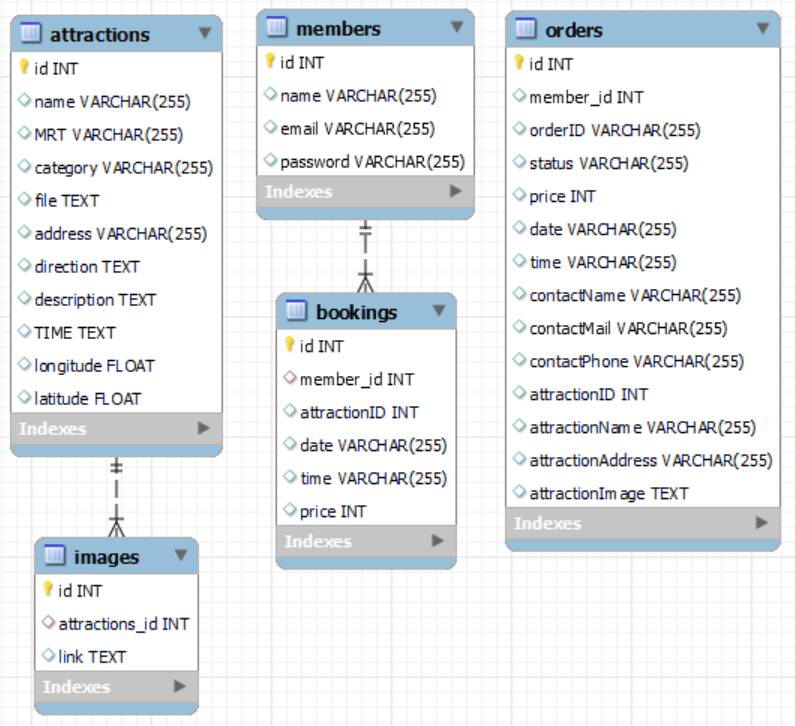 attractions
id INT
name VARCHAR(255)
MRT VARCHAR(255)
category VARCHAR(255)
file TEXT
address VARCHAR(255)
direction TEXT
description TEXT
TIME TEXT
longitude FLOAT
latitude FLOAT
Indexes
members
id INT
name VARCHAR(255)
email VARCHAR(255)
password VARCHAR(255)
Indexes
orders
id INT
member_id INT
orderID VARCHAR(255)
status VARCHAR(255)
price INT
date VARCHAR(255)
time VARCHAR(255)
contactName VARCHAR(255)
contactMail VARCHAR(255)
contactPhone VARCHAR(255)
attractionID INT
attractionName VARCHAR(255)
attractionAddress VARCHAR(255)
attractionImage TEXT
Indexes
bookings
id INT
member_id INT
attractionID INT
date VARCHAR(255)
time VARCHAR(255)
price INT
Indexes
images
id INT
attractions_id INT
link TEXT
Indexes